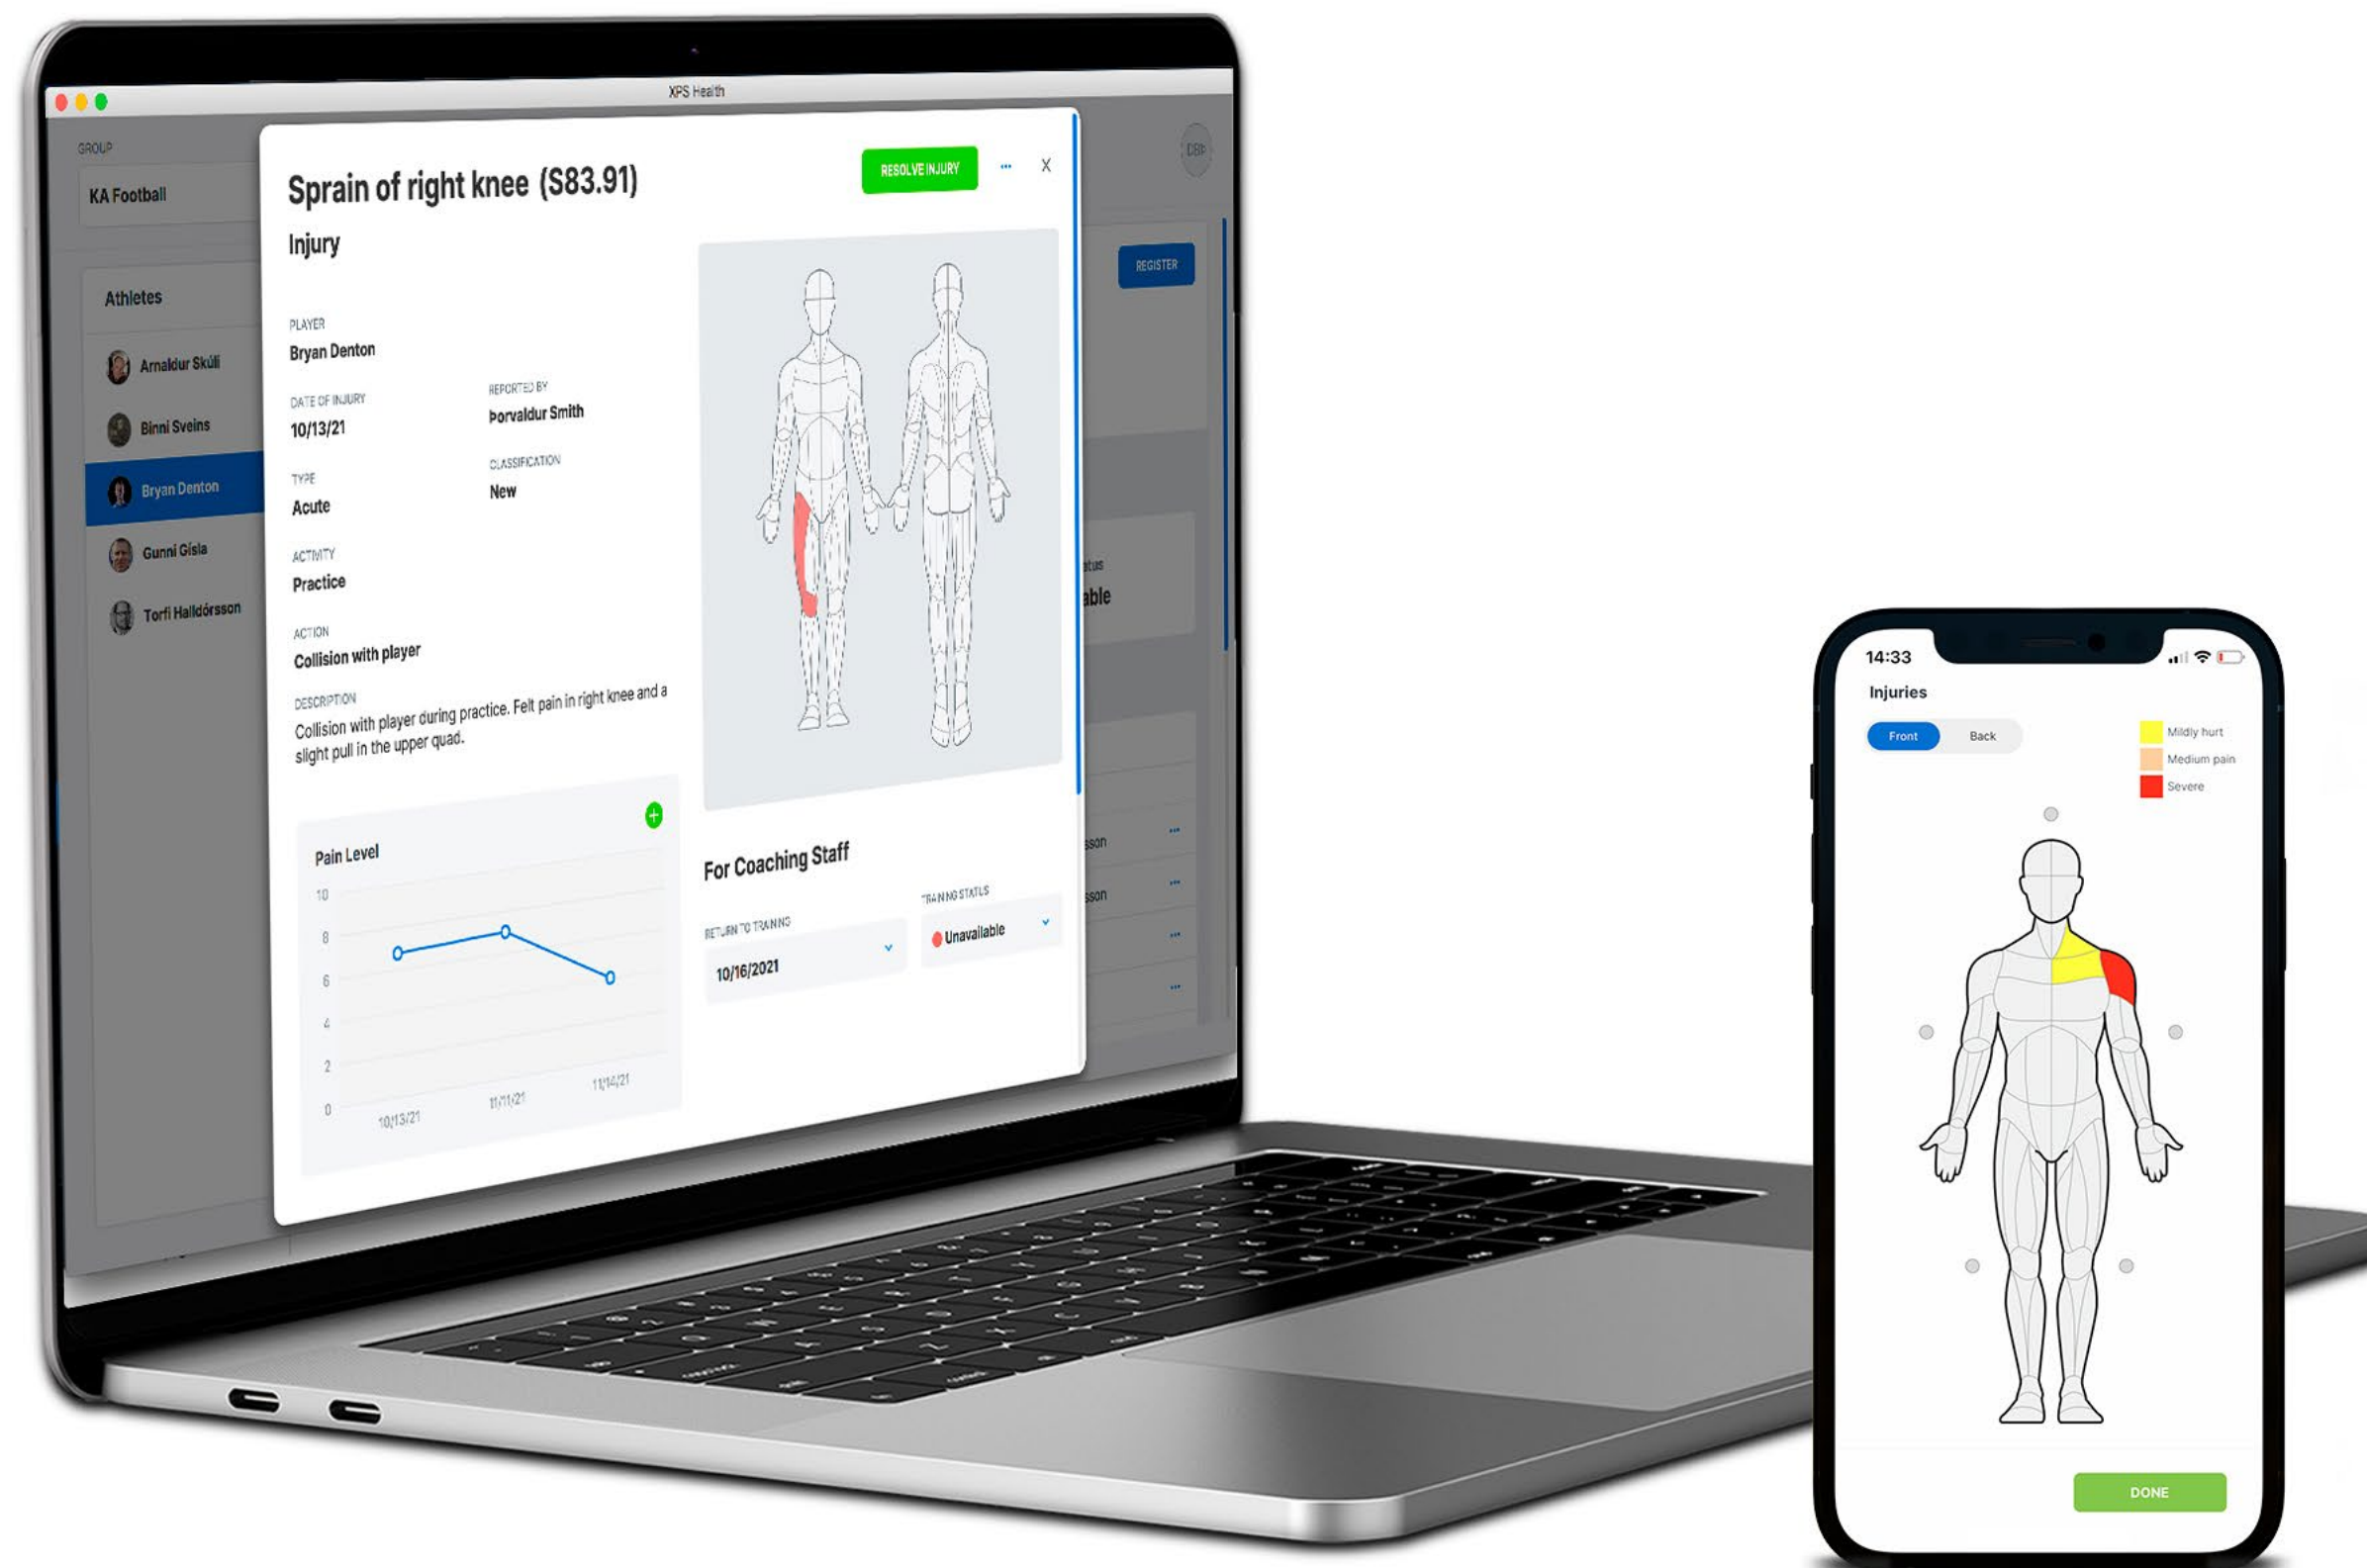 XPS Health
GROUP
KA Football
DBÞ
REGISTER
Athletes
Arnaldur Skúli
Binni Sveins
Bryan Denton
Gunni Gísla
Torfi Halldórsson
Sprain of right knee (S83.91)
RESOLVE INJURY
X
Injury
PLAYER
Bryan Denton
DATE OF INJURY
10/13/21
REPORTED BY
Þorvaldur Smith
TYPE
Acute
CLASSIFICATION
New
ACTIVITY
Practice
ACTION
Collision with player
DESCRIPTION
Collision with player during practice. Felt pain in right knee and a
slight pull in the upper quad.
Pain Level
10
8
6
4
2
0
10/13/21
11/11/21
11/14/21
For Coaching Staff
RETURN TO TRAINING
10/16/2021
TRAINING STATUS
Unavailable
atus
able
sson
sson
14:33
Injuries
Front
Back
Mildly hurt
Medium pain
Severe
DONE